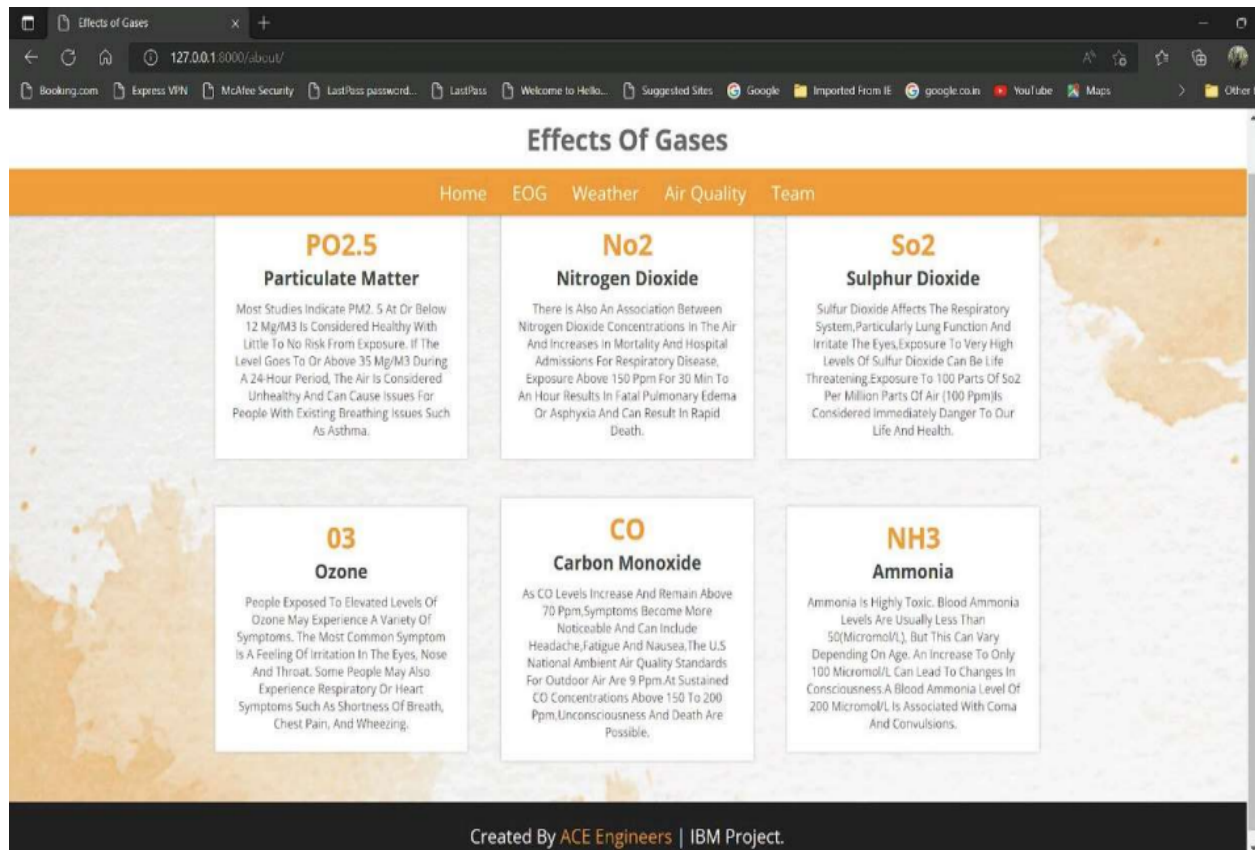 Effects of Gases
127.0.0.1:8000/about/
Booking.com Express VPN McAfee Security LastPass password... LastPass Welcome to Hello... Suggested Sites Google Imported From IE google.co.in YouTube Maps Other
Effects Of Gases
Home EOG Weather Air Quality Team
PO2.5
Particulate Matter
Most Studies Indicate PM2. 5 At Or Below
12 Mg/M3 Is Considered Healthy With
Little To No Risk From Exposure. If The
Level Goes To Or Above 35 Mg/M3 During
A 24-Hour Period, The Air Is Considered
Unhealthy And Can Cause Issues For
People With Existing Breathing Issues Such
As Asthma.
No2
Nitrogen Dioxide
There Is Also An Association Between
Nitrogen Dioxide Concentrations In The Air
And Increases In Mortality And Hospital
Admissions For Respiratory Disease,
Exposure Above 150 Ppm For 30 Min To
An Hour Results In Fatal Pulmonary Edema
Or Asphyxia And Can Result In Rapid
Death.
So2
Sulphur Dioxide
Sulfur Dioxide Affects The Respiratory
System,Particularly Lung Function And
Irritate The Eyes,Exposure To Very High
Levels Of Sulfur Dioxide Can Be Life
Threatening.Exposure To 100 Parts Of So2
Per Million Parts Of Air (100 Ppm)Is
Considered Immediately Danger To Our
Life And Health.
03
Ozone
People Exposed To Elevated Levels Of
Ozone May Experience A Variety Of
Symptoms. The Most Common Symptom
Is A Feeling Of Irritation In The Eyes, Nose
And Throat. Some People May Also
Experience Respiratory Or Heart
Symptoms Such As Shortness Of Breath,
Chest Pain, And Wheezing.
CO
Carbon Monoxide
As CO Levels Increase And Remain Above
70 Ppm,Symptoms Become More
Noticeable And Can Include
Headache,Fatigue And Nausea,The U.S
National Ambient Air Quality Standards
For Outdoor Air Are 9 Ppm.At Sustained
CO Concentrations Above 150 To 200
Ppm,Unconsciousness And Death Are
Possible.
NH3
Ammonia
Ammonia Is Highly Toxic. Blood Ammonia
Levels Are Usually Less Than
50(Micromol/L), But This Can Vary
Depending On Age. An Increase To Only
100 Micromol/L Can Lead To Changes In
Consciousness.A Blood Ammonia Level Of
200 Micromol/L Is Associated With Coma
And Convulsions.
Created By ACE Engineers | IBM Project.